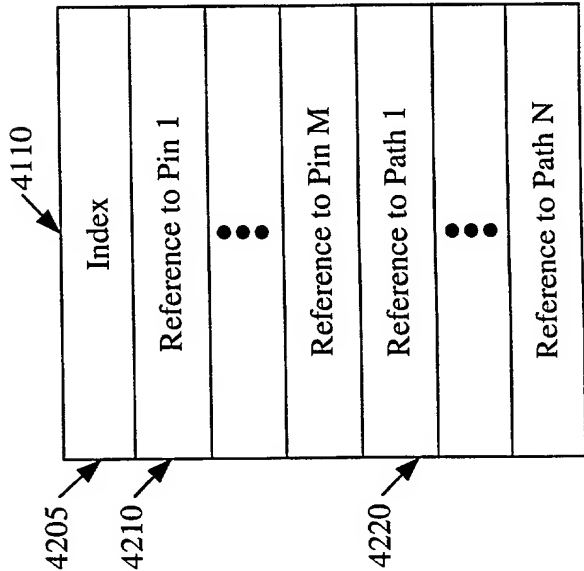 4110
4205
Index
4210
Reference to Pin 1
Reference to Pin M
4220
Reference to Path 1
Reference to Path N